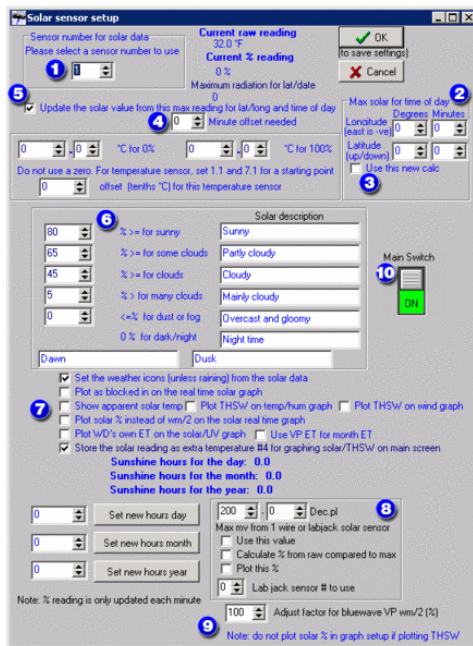 Solar sensor setup
Sensor number for solar data
Please select a sensor number to use
1
1
Current raw reading
32.0 °F
Current % reading
0 %
Maximum radiation for lat/date
0
OK
(to save settings)
Cancel
5
Update the solar value from this max reading for lat/long and time of day
4
0
Minute offset needed
Max solar for time of day
2
Degrees Minutes
Longitude
(east is -ve)
0
0
Latitude
(up/down)
0
0
Use this new calc
3
0 . 0 °C for 0% 0 . 0 °C for 100%
Do not use a zero. For temperature sensor, set 1.1 and 7.1 for a starting point
0 offset (tenths °C) for this temperature sensor
6
Solar description
80 % >= for sunny Sunny
65 % >= for some clouds Partly cloudy
45 % >= for clouds Cloudy
5 % > for many clouds Mainly cloudy
0 <=% for dust or fog Overcast and gloomy
0 % for dark/night Night time
Dawn Dusk
Main Switch
10
ON
Set the weather icons (unless raining) from the solar data
Plot as blocked in on the real time solar graph
7
Show apparent solar temp Plot THSW on temp/hum graph Plot THSW on wind graph
Plot solar % instead of wm/2 on the solar real time graph
Plot WD's own ET on the solar/UV graph Use VP ET for month ET
Store the solar reading as extra temperature #4 for graphing solar/THSW on main screen
Sunshine hours for the day: 0.0
Sunshine hours for the month: 0.0
Sunshine hours for the year: 0.0
0 Set new hours day
0 Set new hours month
0 Set new hours year
Note: % reading is only updated each minute
200 . 0 Dec.pl
8
Max mv from 1 wire or labjack solar sensor
Use this value
Calculate % from raw compared to max
Plot this %
0 Lab jack sensor # to use
9
100 Adjust factor for bluewave VP wm/2 (%)
Note: do not plot solar % in graph setup if plotting THSW